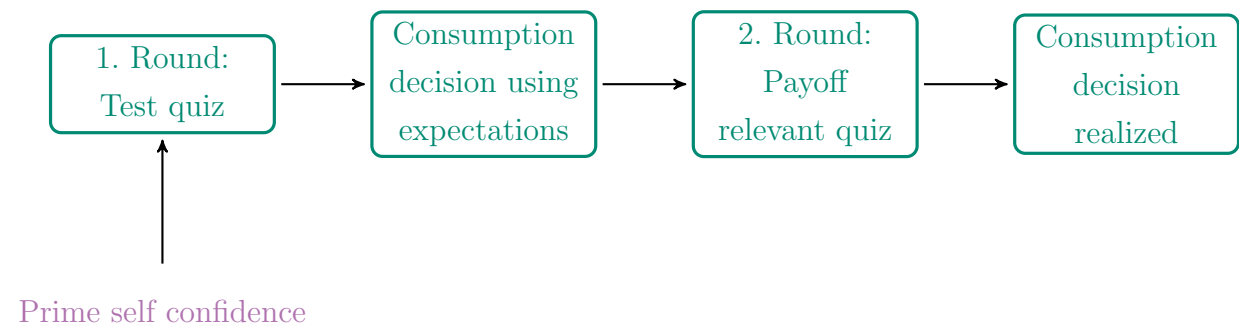 1. Round:
Test quiz
Consumption
decision using
expectations
2. Round:
Payoff
relevant quiz
Consumption
decision
realized
Prime self confidence